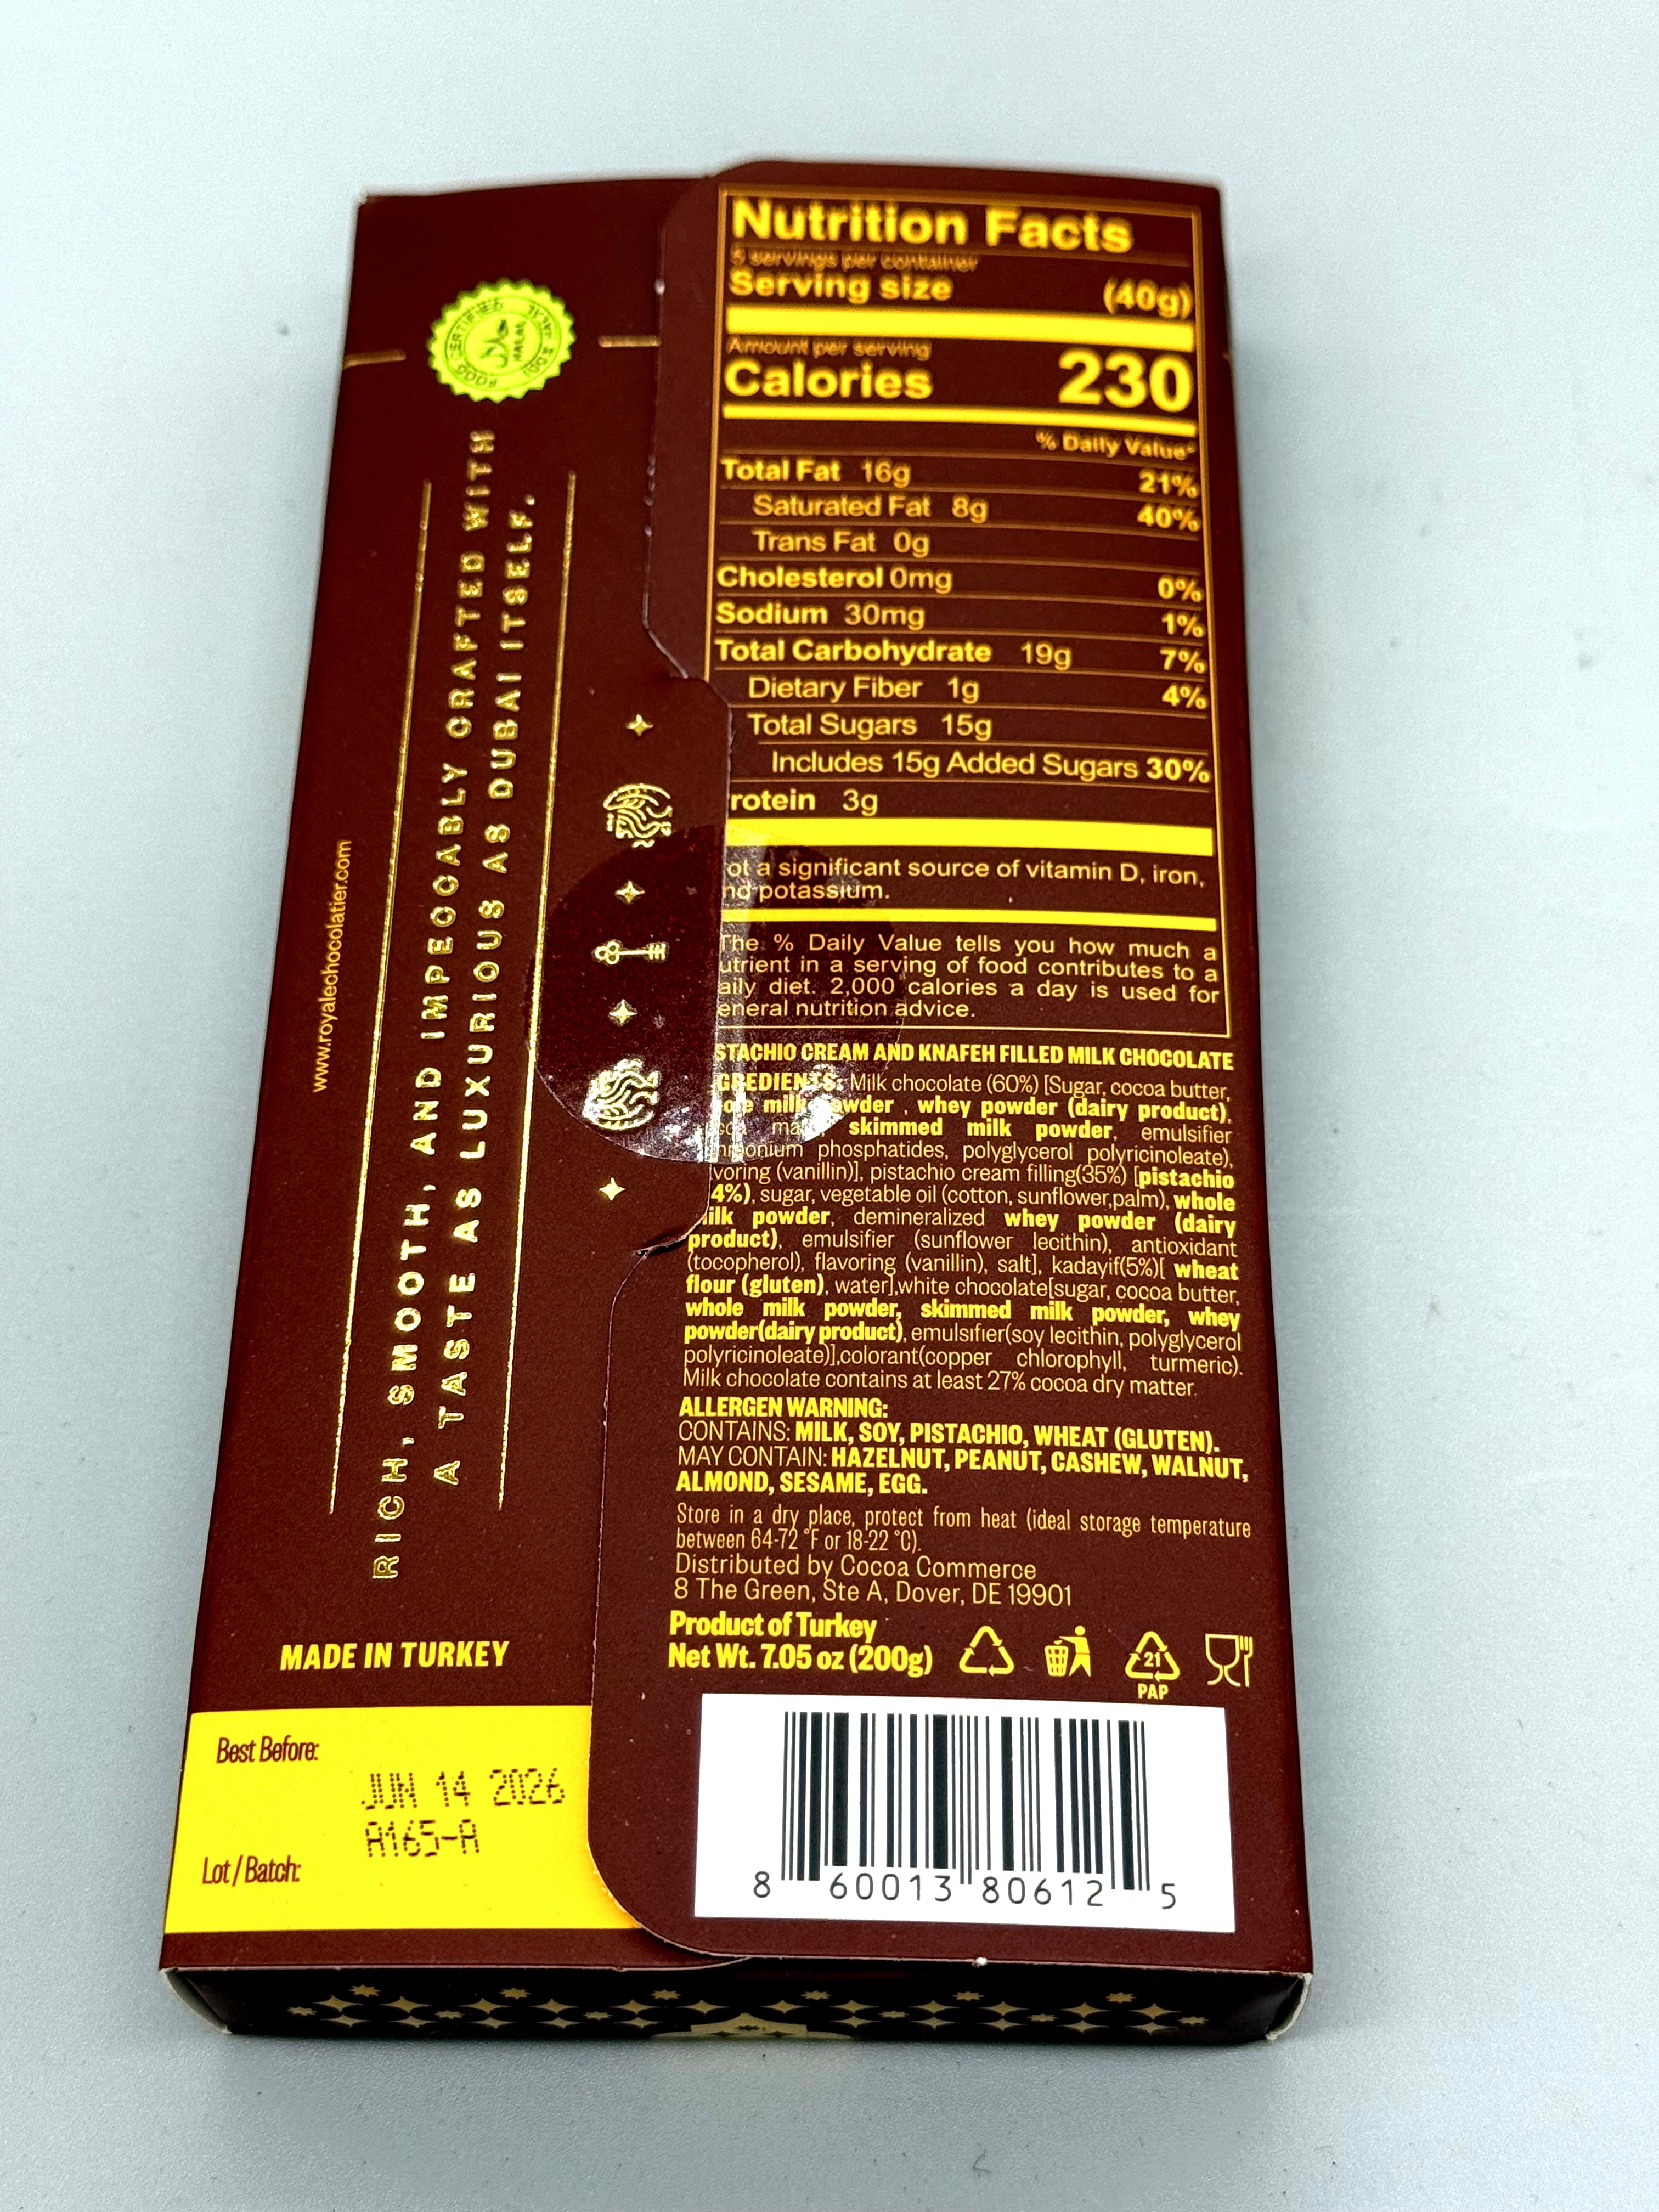 FOOD CERTIFIED
HALAL
RICH, SMOOTH, AND IMPECCABLY CRAFTED WITH
A TASTE AS LUXURIOUS AS DUBAI ITSELF.
www.royalechocolatier.com
MADE IN TURKEY
Best Before:
JUN 14 2026
A165-A
Lot / Batch:
Nutrition Facts
5 servings per container
Serving size (40g)
Amount per serving
Calories 230
% Daily Value*
Total Fat 16g 21%
Saturated Fat 8g 40%
Trans Fat 0g
Cholesterol 0mg 0%
Sodium 30mg 1%
Total Carbohydrate 19g 7%
Dietary Fiber 1g 4%
Total Sugars 15g
Includes 15g Added Sugars 30%
rotein 3g
ot a significant source of vitamin D, iron,
nd potassium.
The % Daily Value tells you how much a
utrient in a serving of food contributes to a
aily diet. 2,000 calories a day is used for
eneral nutrition advice.
STACHIO CREAM AND KNAFEH FILLED MILK CHOCOLATE
GREDIENTS: Milk chocolate (60%) [Sugar, cocoa butter,
ole milk powder , whey powder (dairy product),
skimmed milk powder, emulsifier
mmonium phosphatides, polyglycerol polyricinoleate),
voring (vanillin)], pistachio cream filling(35%) [pistachio
4%), sugar, vegetable oil (cotton, sunflower,palm), whole
ilk powder, demineralized whey powder (dairy
product), emulsifier (sunflower lecithin), antioxidant
(tocopherol), flavoring (vanillin), salt], kadayif(5%)[ wheat
flour (gluten), water],white chocolate[sugar, cocoa butter,
whole milk powder, skimmed milk powder, whey
powder(dairy product), emulsifier(soy lecithin, polyglycerol
polyricinoleate)],colorant(copper chlorophyll, turmeric).
Milk chocolate contains at least 27% cocoa dry matter.
ALLERGEN WARNING:
CONTAINS: MILK, SOY, PISTACHIO, WHEAT (GLUTEN).
MAY CONTAIN: HAZELNUT, PEANUT, CASHEW, WALNUT,
ALMOND, SESAME, EGG.
Store in a dry place, protect from heat (ideal storage temperature
between 64-72 °F or 18-22 °C).
Distributed by Cocoa Commerce
8 The Green, Ste A, Dover, DE 19901
Product of Turkey
Net Wt. 7.05 oz (200g)
21
PAP
8 60013 80612 5